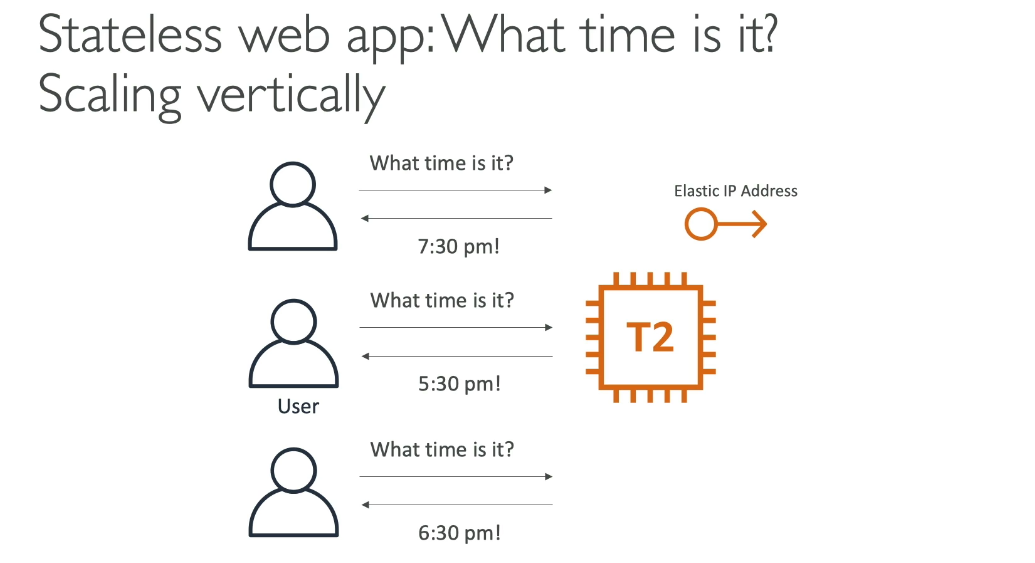 Stateless web app: What time is it?
Scaling vertically
What time is it?
7:30 pm!
Elastic IP Address
What time is it?
5:30 pm!
T2
User
What time is it?
6:30 pm!